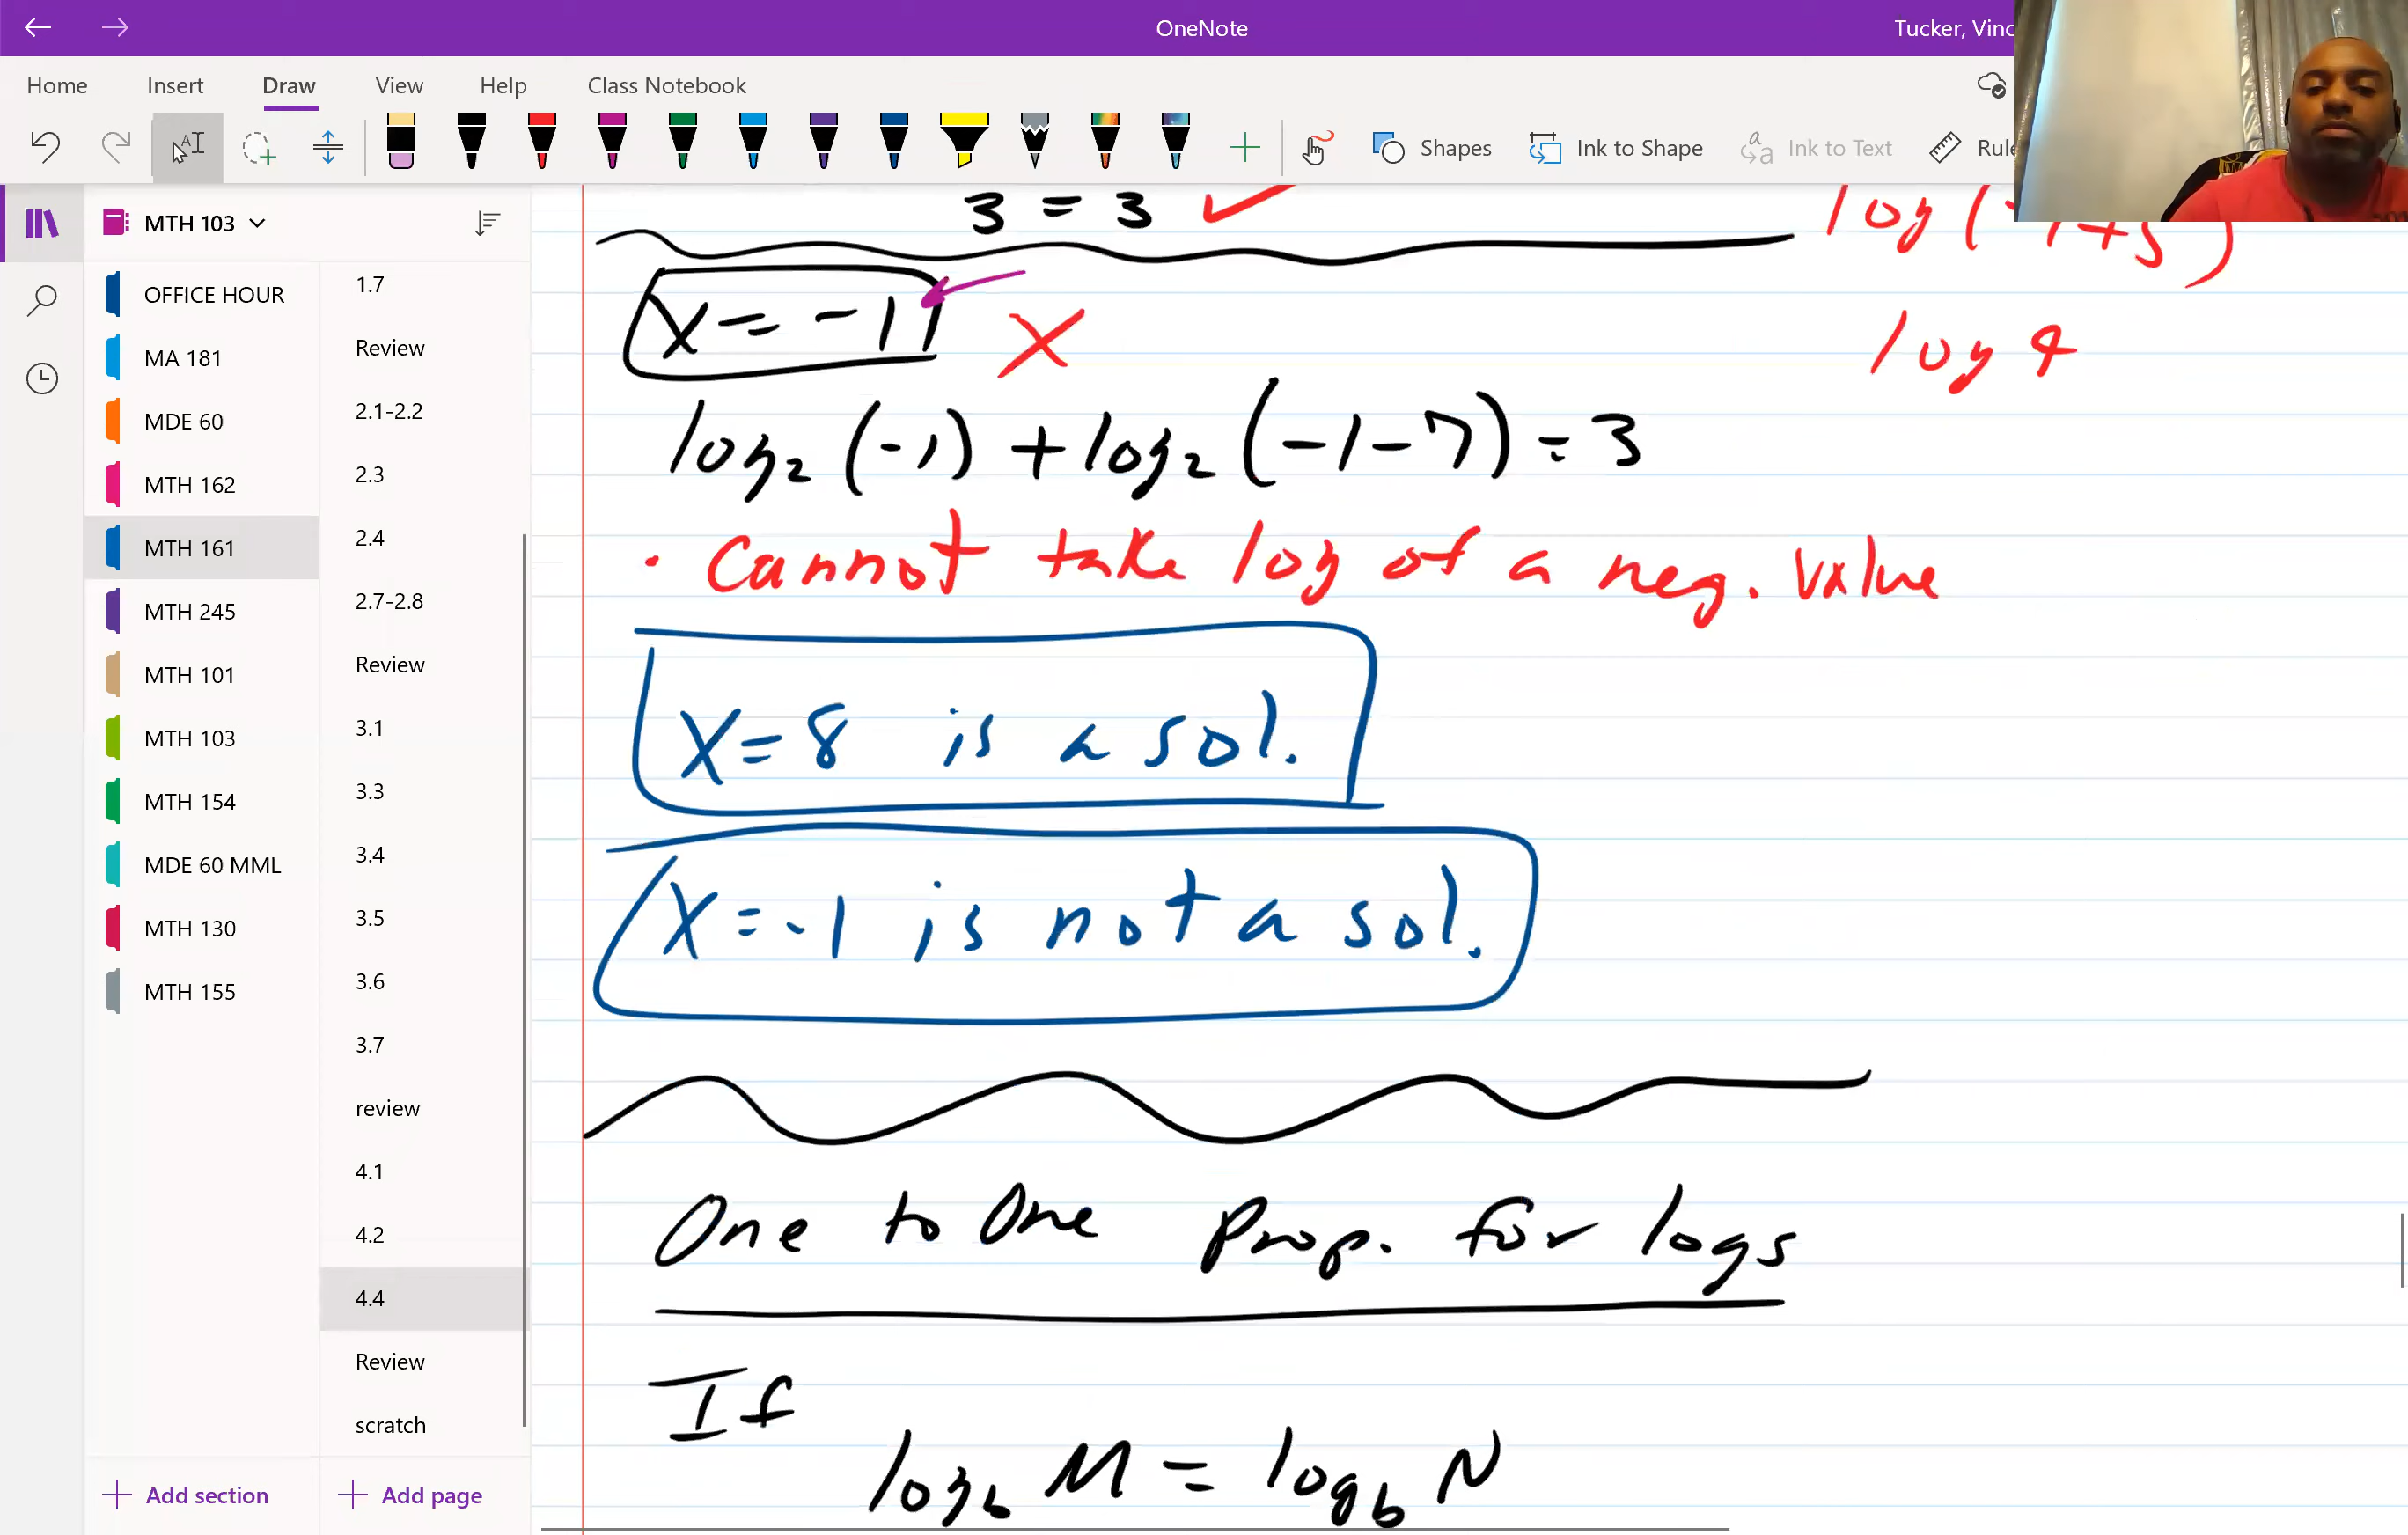 OneNote
Tucker, Vinc
Home Insert Draw View Help Class Notebook
Shapes Ink to Shape Ink to Text Rule
MTH 103
OFFICE HOUR
MA 181
MDE 60
MTH 162
MTH 161
MTH 245
MTH 101
MTH 103
MTH 154
MDE 60 MML
MTH 130
MTH 155
Add section
1.7
Review
2.1-2.2
2.3
2.4
2.7-2.8
Review
3.1
3.3
3.4
3.5
3.6
3.7
review
4.1
4.2
4.4
Review
scratch
Add page
3 = 3 ✓
x = -1 X
log₂ (-1) + log₂ (-1-7) = 3
• Cannot take log of a neg. value
X = 8 is a sol.
X = -1 is not a sol.
One to One Prop. for logs
If
log_b M = log_b N
log 4